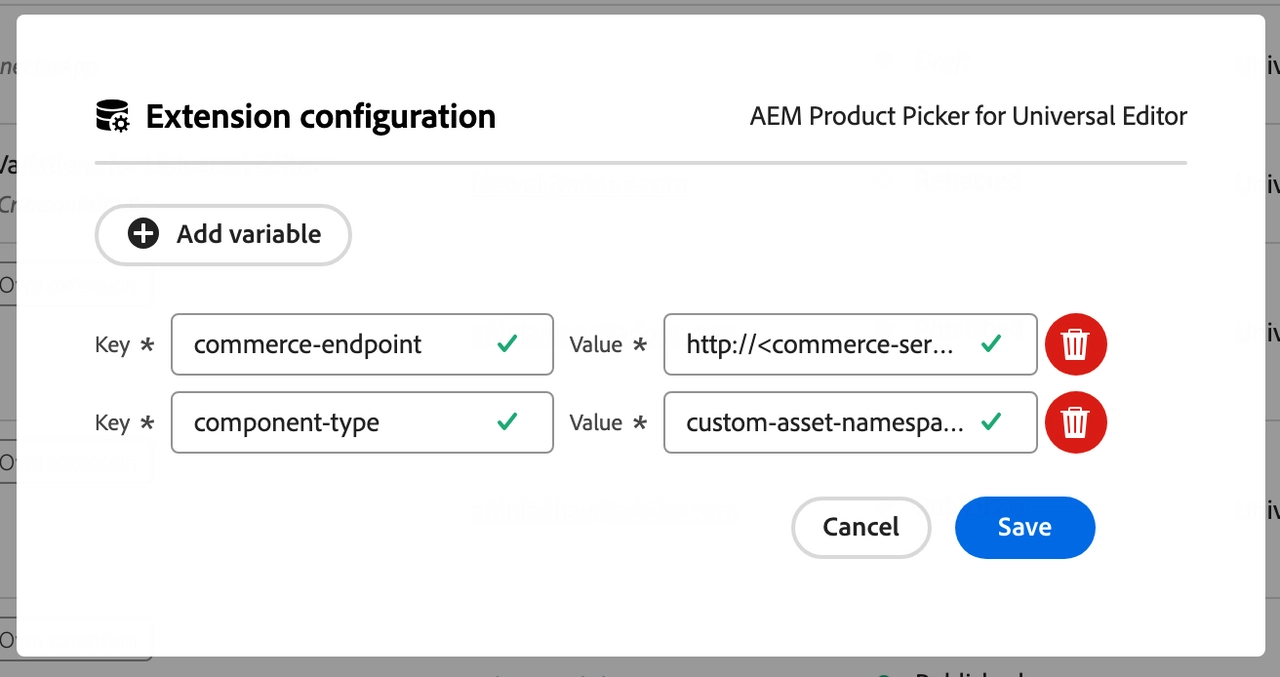 Extension configuration
AEM Product Picker for Universal Editor
Add variable
Key * commerce-endpoint Value * http://<commerce-ser...
Key * component-type Value * custom-asset-namespa...
Cancel Save